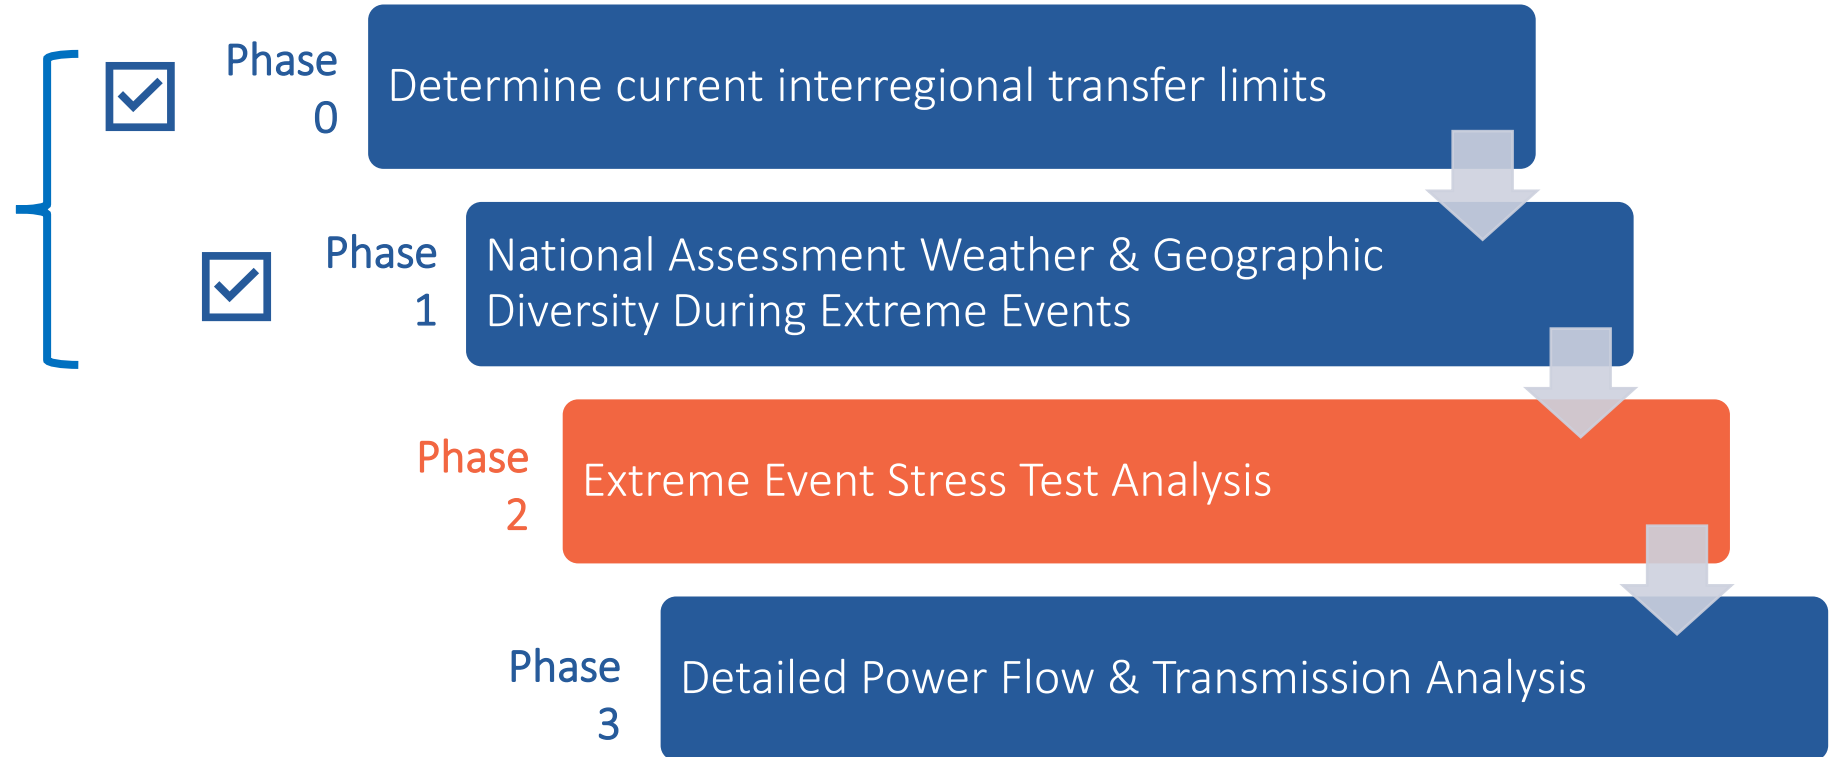 Phase
0
Determine current interregional transfer limits
Phase
1
National Assessment Weather & Geographic
Diversity During Extreme Events
Phase
2
Extreme Event Stress Test Analysis
Phase
3
Detailed Power Flow & Transmission Analysis